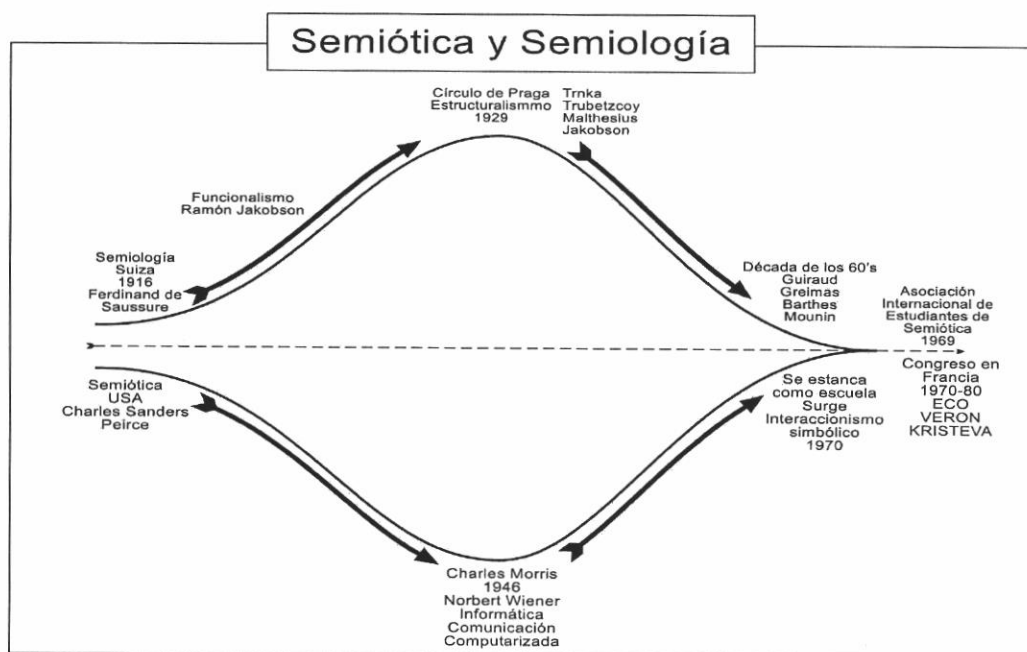 Semiótica y Semiología
Círculo de Praga
Estructuralismmo
1929
Trnka
Trubetzcoy
Malthesius
Jakobson
Funcionalismo
Ramón Jakobson
Semiología
Suiza
1916
Ferdinand de
Saussure
Década de los 60's
Guiraud
Greimas
Barthes
Mounin
Asociación
Internacional de
Estudiantes de
Semiótica
1969
Semiótica
USA
Charles Sanders
Peirce
Se estanca
como escuela
Surge
Interaccionismo
simbólico
1970
Congreso en
Francia
1970-80
ECO
VERON
KRISTEVA
Charles Morris
1946
Norbert Wiener
Informática
Comunicación
Computarizada